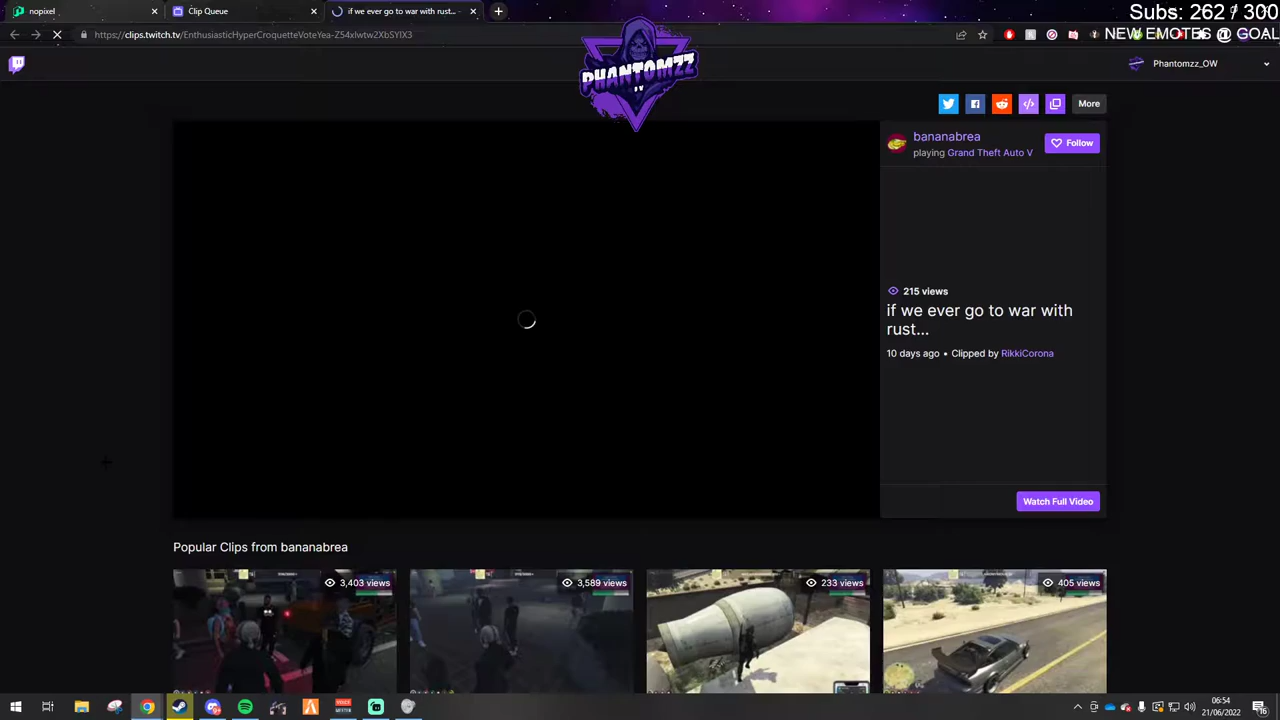 nopixel
Clip Queue
if we ever go to war with rust...
Subs: 262 / 300
https://clips.twitch.tv/EnthusiasticHyperCroquetteVoteYea-Z54xlwtw2XbSYIXS
NEW EMOTES @ GOAL
PHANTOMZZ
Phantomzz_OW
More
bananabrea
playing Grand Theft Auto V
Follow
215 views
if we ever go to war with
rust...
10 days ago • Clipped by RikkiCorona
Watch Full Video
Popular Clips from bananabrea
3,403 views
3,589 views
233 views
405 views
06:54
21/06/2022